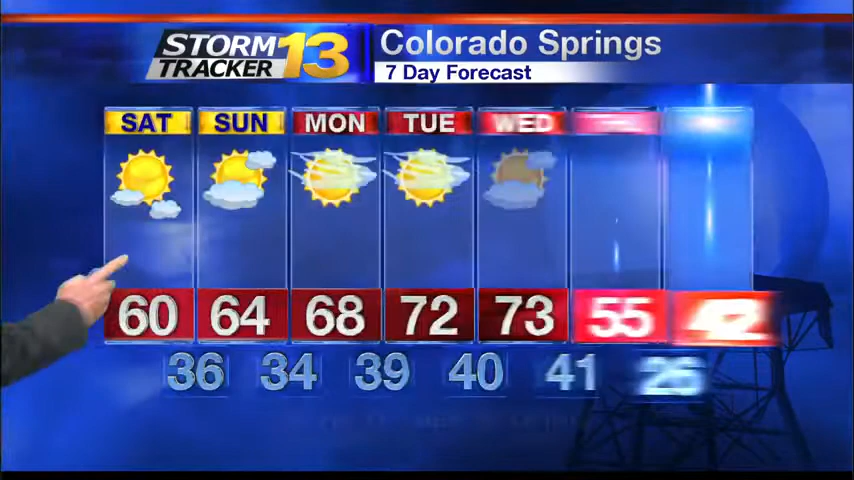 STORM TRACKER 13
Colorado Springs
7 Day Forecast
SAT SUN MON TUE WED
60 64 68 72 73 55 42
36 34 39 40 41 26